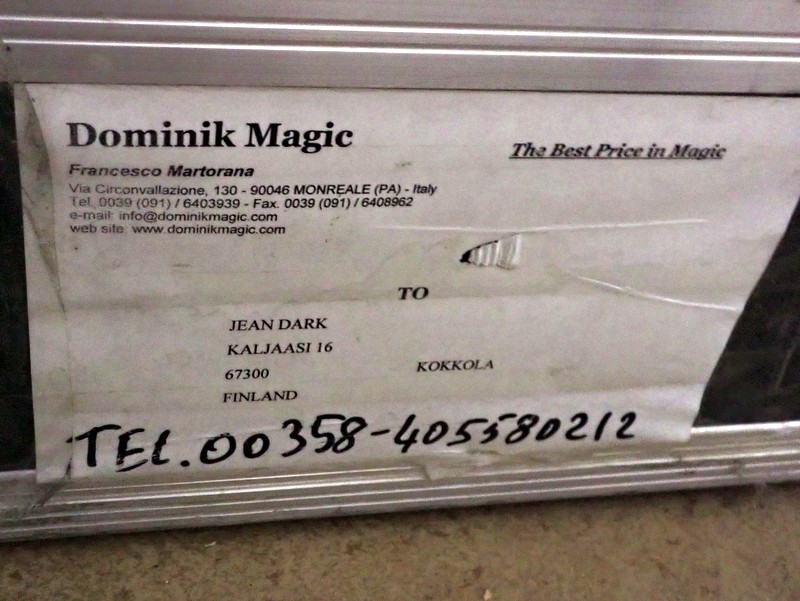 Dominik Magic
The Best Price in Magic
Francesco Martorana
Via Circonvallazione, 130 - 90046 MONREALE (PA) - Italy
Tel. 0039 (091) / 6403939 - Fax. 0039 (091) / 6408962
e-mail: info@dominikmagic.com
web site: www.dominikmagic.com
TO
JEAN DARK
KALJAASI 16
67300 KOKKOLA
FINLAND
TEL. 00358-405580212